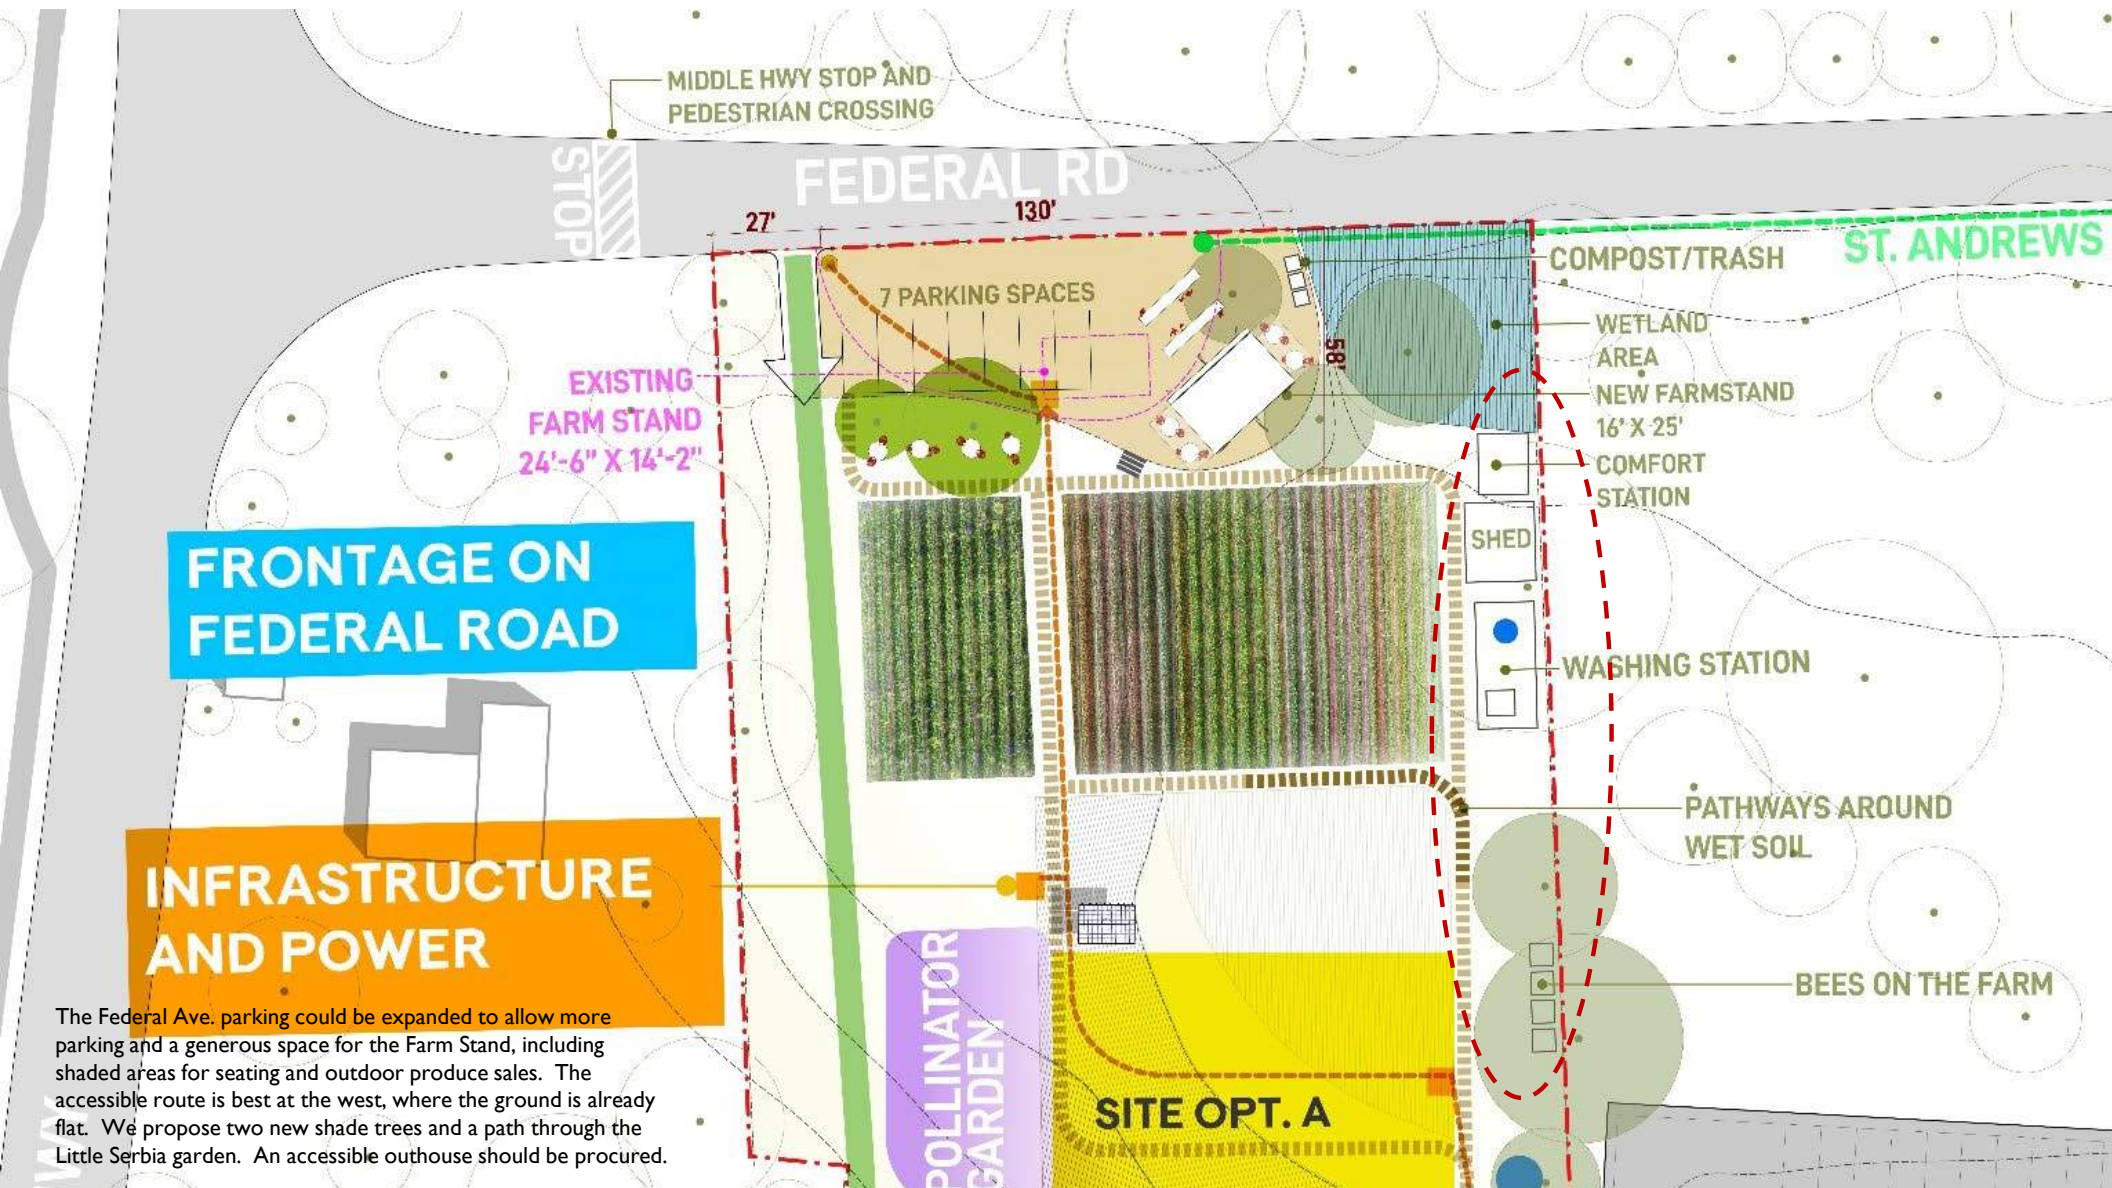 MIDDLE HWY STOP AND
PEDESTRIAN CROSSING
STOP
FEDERAL RD
27'
130'
ST. ANDREWS
COMPOST/TRASH
7 PARKING SPACES
WETLAND
AREA
58'
EXISTING
FARM STAND
24'-6" X 14'-2"
NEW FARMSTAND
16' X 25'
COMFORT
STATION
SHED
FRONTAGE ON
FEDERAL ROAD
WASHING STATION
PATHWAYS AROUND
WET SOIL
INFRASTRUCTURE
AND POWER
BEES ON THE FARM
POLLINATOR
GARDEN
SITE OPT. A
The Federal Ave. parking could be expanded to allow more
parking and a generous space for the Farm Stand, including
shaded areas for seating and outdoor produce sales.  The
accessible route is best at the west, where the ground is already
flat.  We propose two new shade trees and a path through the
Little Serbia garden.  An accessible outhouse should be procured.
WY